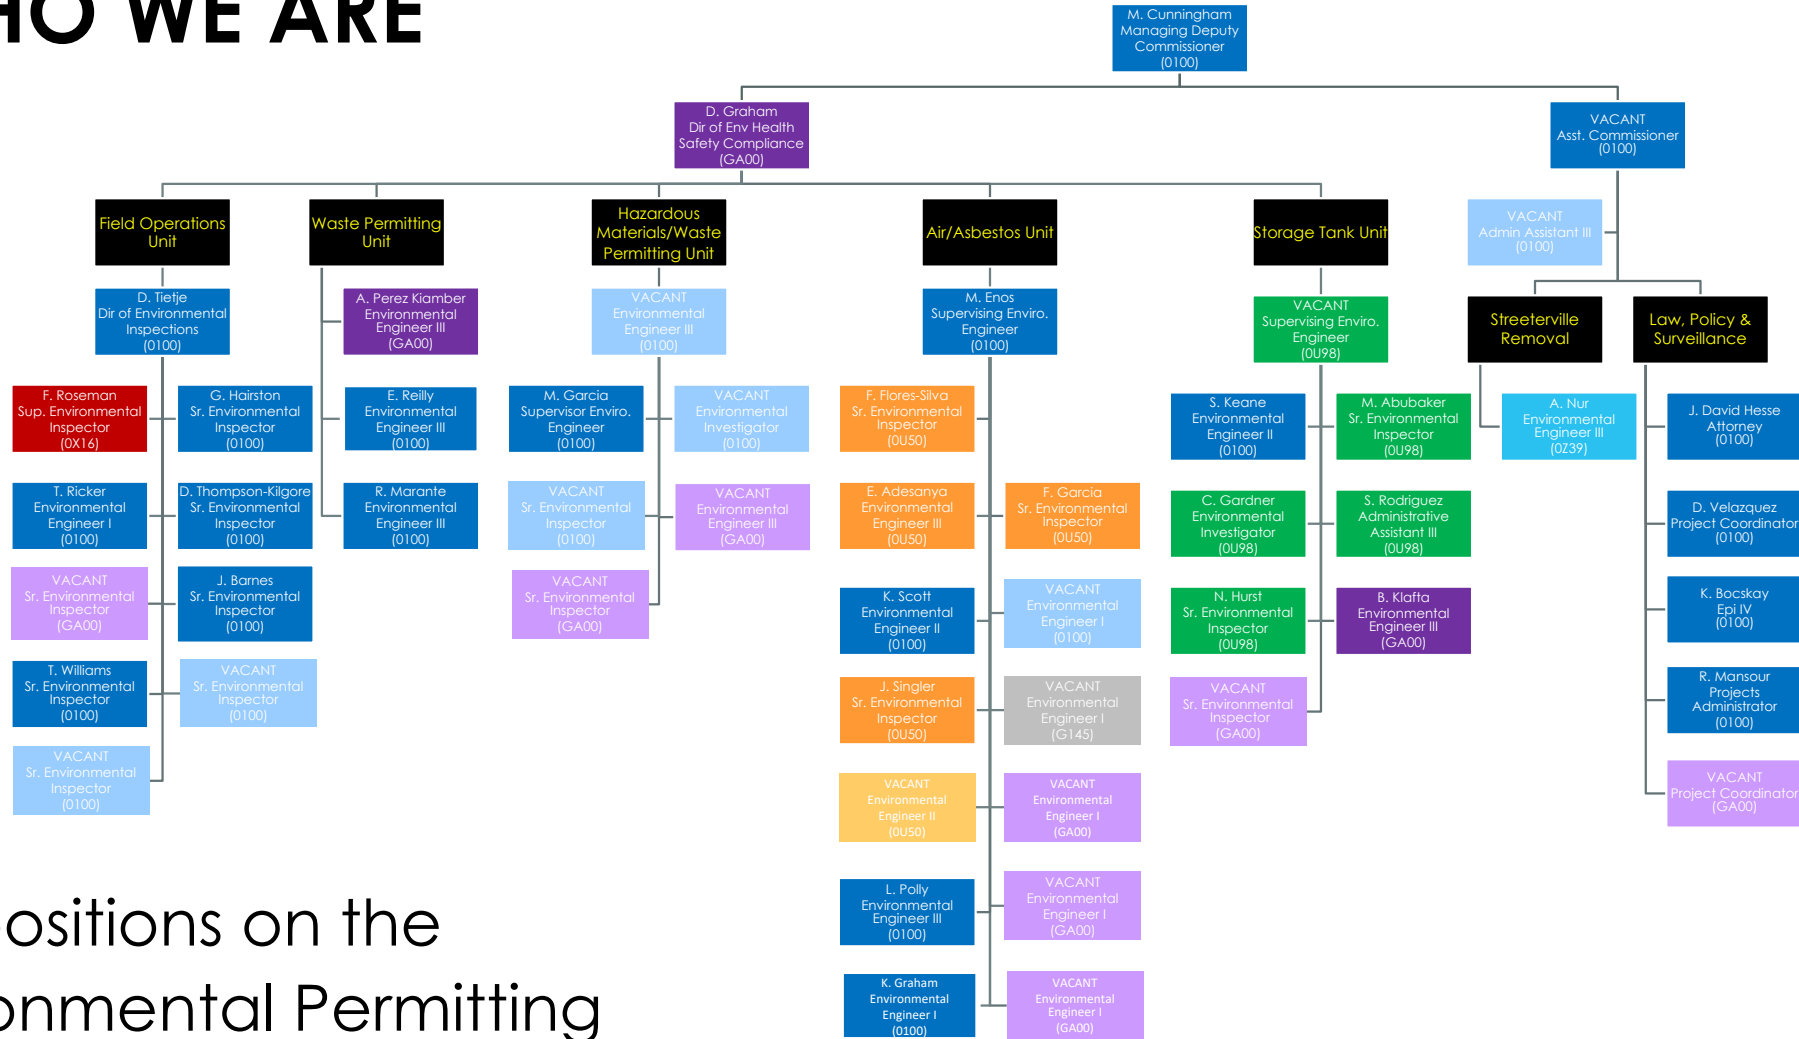 HO WE ARE
M. Cunningham
Managing Deputy
Commissioner
(0100)
D. Graham
Dir of Env Health
Safety Compliance
(GA00)
VACANT
Asst. Commissioner
(0100)
Field Operations
Unit
Waste Permitting
Unit
Hazardous
Materials/Waste
Permitting Unit
Air/Asbestos Unit
Storage Tank Unit
VACANT
Admin Assistant III
(0100)
D. Tietje
Dir of Environmental
Inspections
(0100)
F. Roseman
Sup. Environmental
Inspector
(0X16)
G. Hairston
Sr. Environmental
Inspector
(0100)
T. Ricker
Environmental
Engineer I
(0100)
D. Thompson-Kilgore
Sr. Environmental
Inspector
(0100)
VACANT
Sr. Environmental
Inspector
(GA00)
J. Barnes
Sr. Environmental
Inspector
(0100)
T. Williams
Sr. Environmental
Inspector
(0100)
VACANT
Sr. Environmental
Inspector
(0100)
VACANT
Sr. Environmental
Inspector
(0100)
A. Perez Kiamber
Environmental
Engineer III
(GA00)
E. Reilly
Environmental
Engineer III
(0100)
R. Marante
Environmental
Engineer III
(0100)
VACANT
Environmental
Engineer III
(0100)
M. Garcia
Supervisor Enviro.
Engineer
(0100)
VACANT
Environmental
Investigator
(0100)
VACANT
Sr. Environmental
Inspector
(0100)
VACANT
Environmental
Engineer III
(GA00)
VACANT
Sr. Environmental
Inspector
(GA00)
M. Enos
Supervising Enviro.
Engineer
(0100)
F. Flores-Silva
Sr. Environmental
Inspector
(0U50)
E. Adesanya
Environmental
Engineer III
(0U50)
F. Garcia
Sr. Environmental
Inspector
(0U50)
K. Scott
Environmental
Engineer II
(0100)
VACANT
Environmental
Engineer I
(0100)
J. Singler
Sr. Environmental
Inspector
(0U50)
VACANT
Environmental
Engineer I
(G145)
VACANT
Environmental
Engineer II
(0U50)
VACANT
Environmental
Engineer I
(GA00)
L. Polly
Environmental
Engineer III
(0100)
VACANT
Environmental
Engineer I
(GA00)
K. Graham
Environmental
Engineer I
(0100)
VACANT
Environmental
Engineer I
(GA00)
VACANT
Supervising Enviro.
Engineer
(0U98)
S. Keane
Environmental
Engineer II
(0100)
M. Abubaker
Sr. Environmental
Inspector
(0U98)
C. Gardner
Environmental
Investigator
(0U98)
S. Rodriguez
Administrative
Assistant III
(0U98)
N. Hurst
Sr. Environmental
Inspector
(0U98)
B. Klafta
Environmental
Engineer III
(GA00)
VACANT
Sr. Environmental
Inspector
(GA00)
Streeterville
Removal
Law, Policy &
Surveillance
A. Nur
Environmental
Engineer III
(0Z39)
J. David Hesse
Attorney
(0100)
D. Velazquez
Project Coordinator
(0100)
K. Bocskay
Epi IV
(0100)
R. Mansour
Projects
Administrator
(0100)
VACANT
Project Coordinator
(GA00)
ositions on the
onmental Permitting